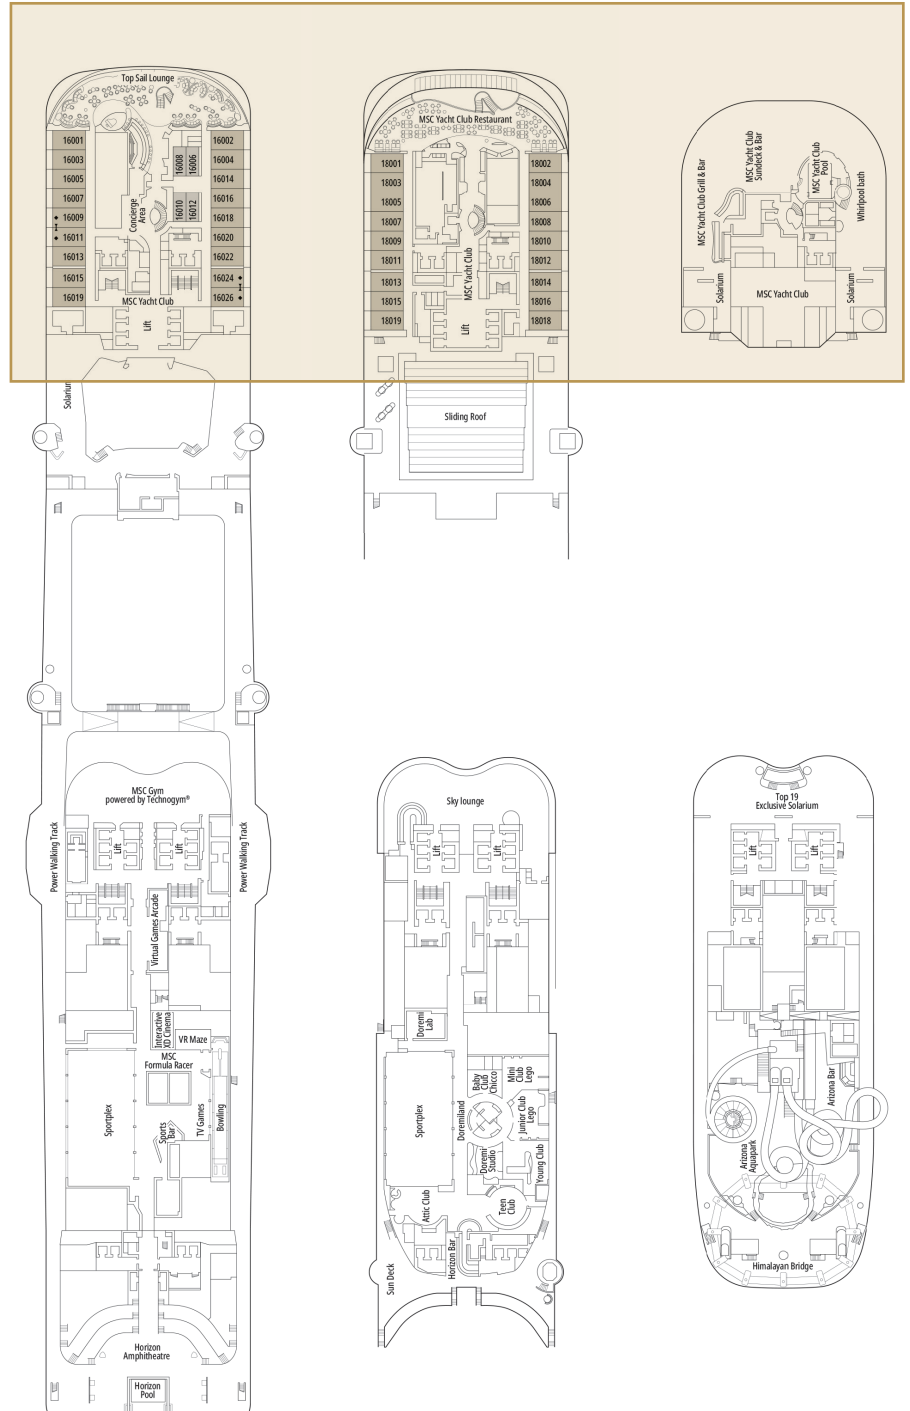 Top Sail Lounge
16001
16003
16005
16007
16009
16011
16013
16015
16019
16002
16004
16014
16016
16018
16020
16022
16024
16026
16008
16006
16010
16012
Concierge
Area
MSC Yacht Club
Lift
Solarium
MSC Yacht Club Restaurant
18001
18003
18005
18007
18009
18011
18013
18015
18019
18002
18004
18006
18008
18010
18012
18014
18016
18018
MSC Yacht Club
Lift
Sliding Roof
MSC Yacht Club Grill & Bar
MSC Yacht Club
Sundeck & Bar
MSC Yacht Club
Pool
Whirlpool bath
Solarium
MSC Yacht Club
Solarium
MSC Gym
powered by Technogym®
Power Walking Track
Lift
Lift
Power Walking Track
Virtual Games Arcade
Interactive
XD Cinema
VR Maze
MSC
Formula Racer
Sportplex
Sports
Bar
TV Games
Bowling
Horizon
Amphitheatre
Horizon
Pool
Sky lounge
Lift
Lift
Doremi
Lab
Baby
Club
Chicco
Mini
Club
Lego
Sportplex
Doremiland
Junior Club
Lego
Doremi
Studio
Young Club
Attic Club
Teen
Club
Horizon Bar
Sun Deck
Top 19
Exclusive Solarium
Lift
Lift
Arizona Bar
Arizona
Aquapark
Himalayan Bridge